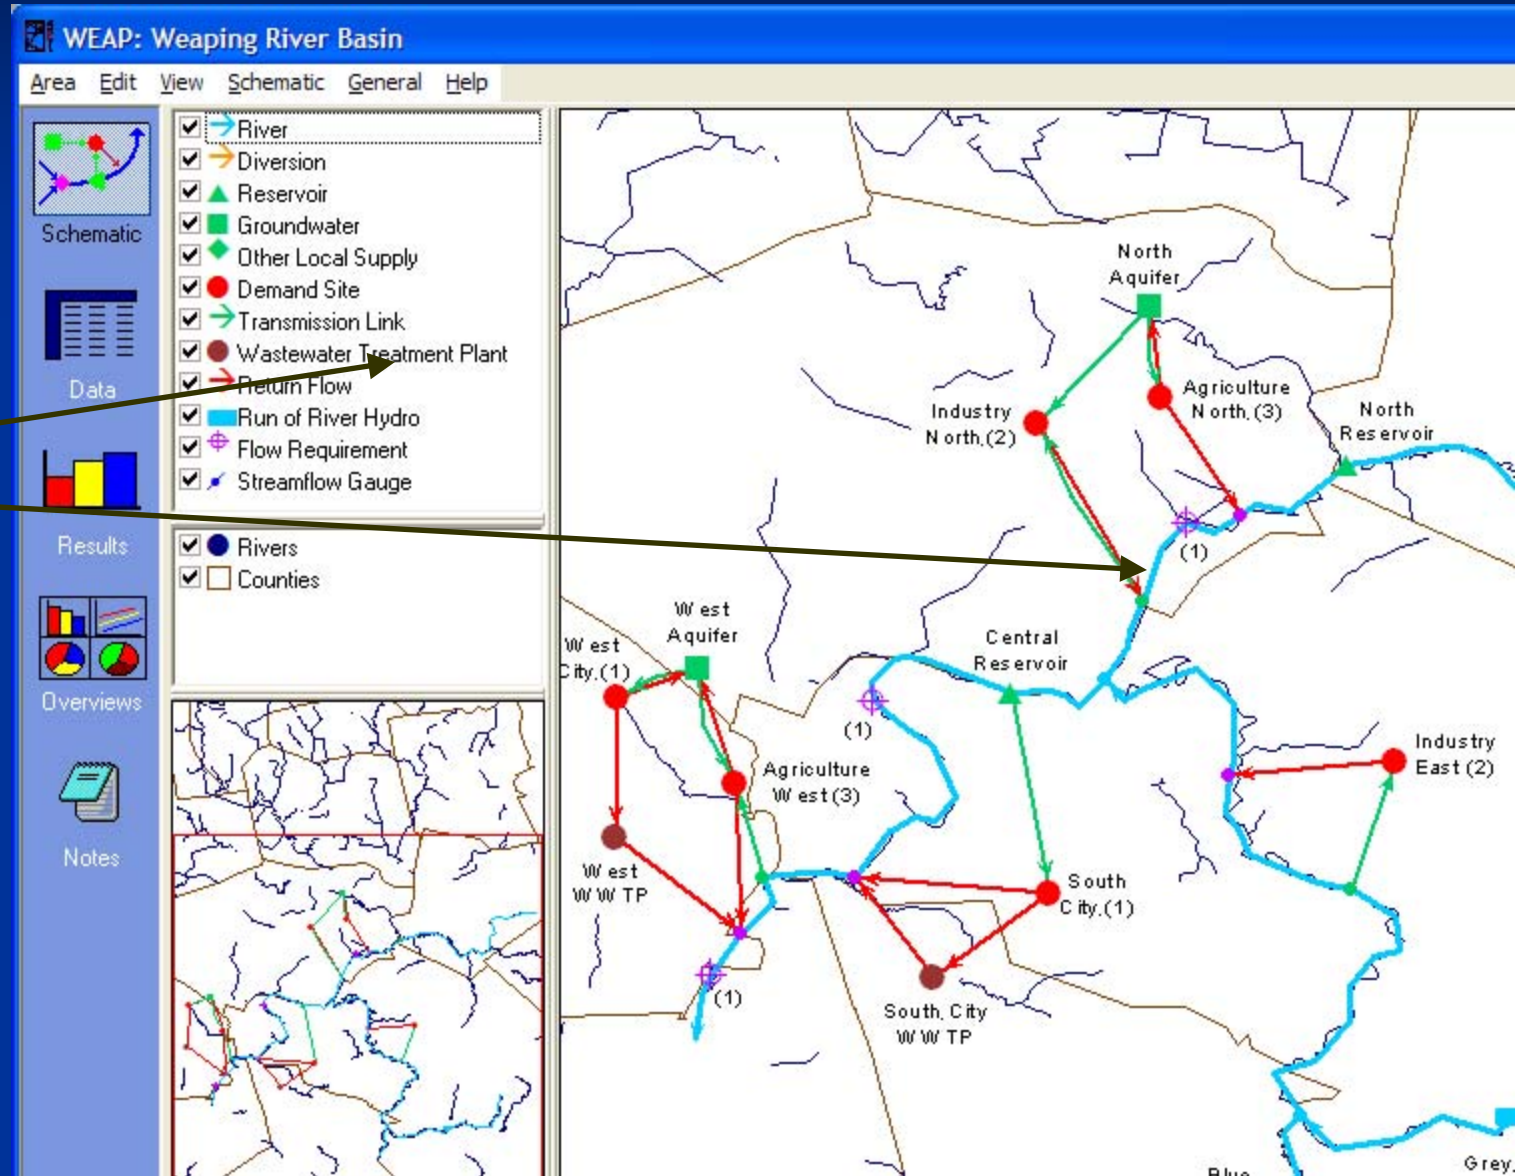 WEAP: Weaping River Basin
Area Edit View Schematic General Help
Schematic
Data
Results
Overviews
Notes
River
Diversion
Reservoir
Groundwater
Other Local Supply
Demand Site
Transmission Link
Wastewater Treatment Plant
Return Flow
Run of River Hydro
Flow Requirement
Streamflow Gauge
Rivers
Counties
North
Aquifer
Agriculture
North,(3)
Industry
North,(2)
North
Reservoir
(1)
West
Aquifer
West
City,(1)
Central
Reservoir
(1)
Agriculture
West(3)
Industry
East (2)
West
WWTP
South
City,(1)
(1)
South, City
WWTP
Grey,